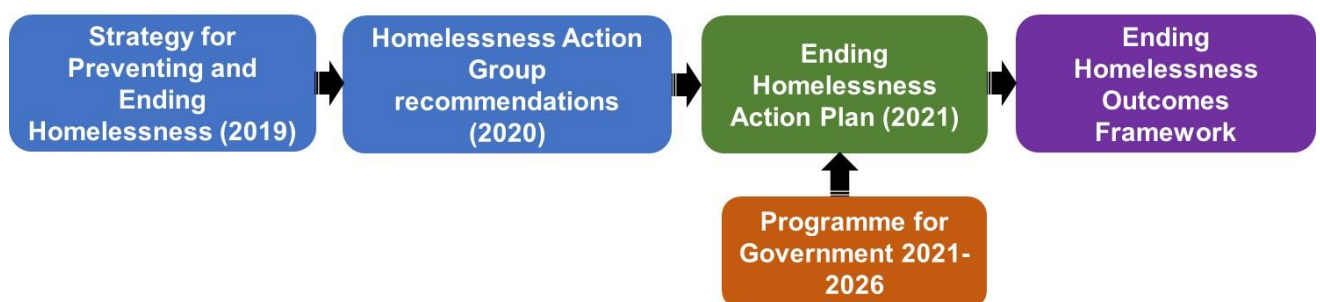 Strategy for
Preventing and
Ending
Homelessness (2019)
Homelessness Action
Group
recommendations
(2020)
Ending
Homelessness
Action Plan (2021)
Ending
Homelessness
Outcomes
Framework
Programme for
Government 2021-
2026